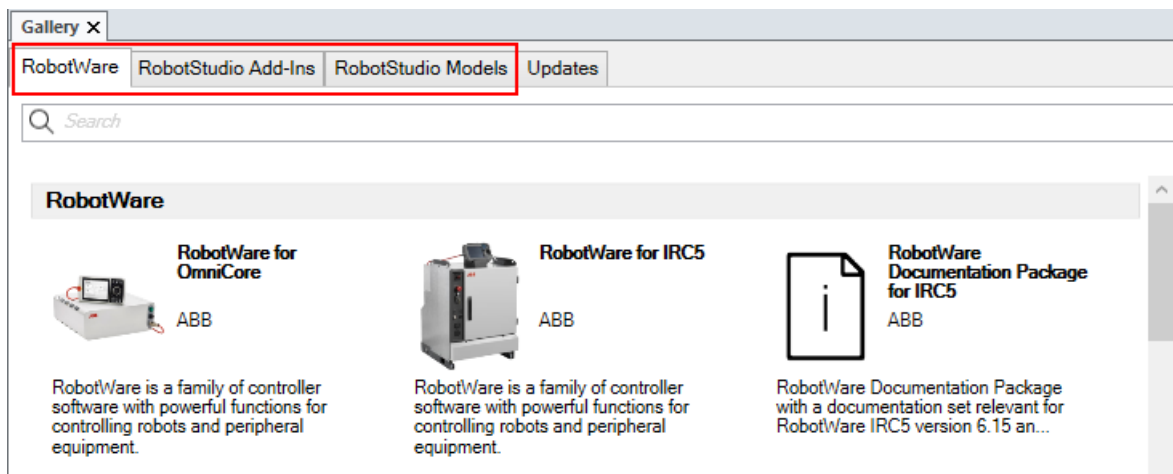 Gallery X
RobotWare RobotStudio Add-Ins RobotStudio Models Updates
Search
RobotWare
RobotWare for
OmniCore
ABB
RobotWare is a family of controller
software with powerful functions for
controlling robots and peripheral
equipment.
RobotWare for IRC5
ABB
RobotWare is a family of controller
software with powerful functions for
controlling robots and peripheral
equipment.
i
RobotWare
Documentation Package
for IRC5
ABB
RobotWare Documentation Package
with a documentation set relevant for
RobotWare IRC5 version 6.15 an...